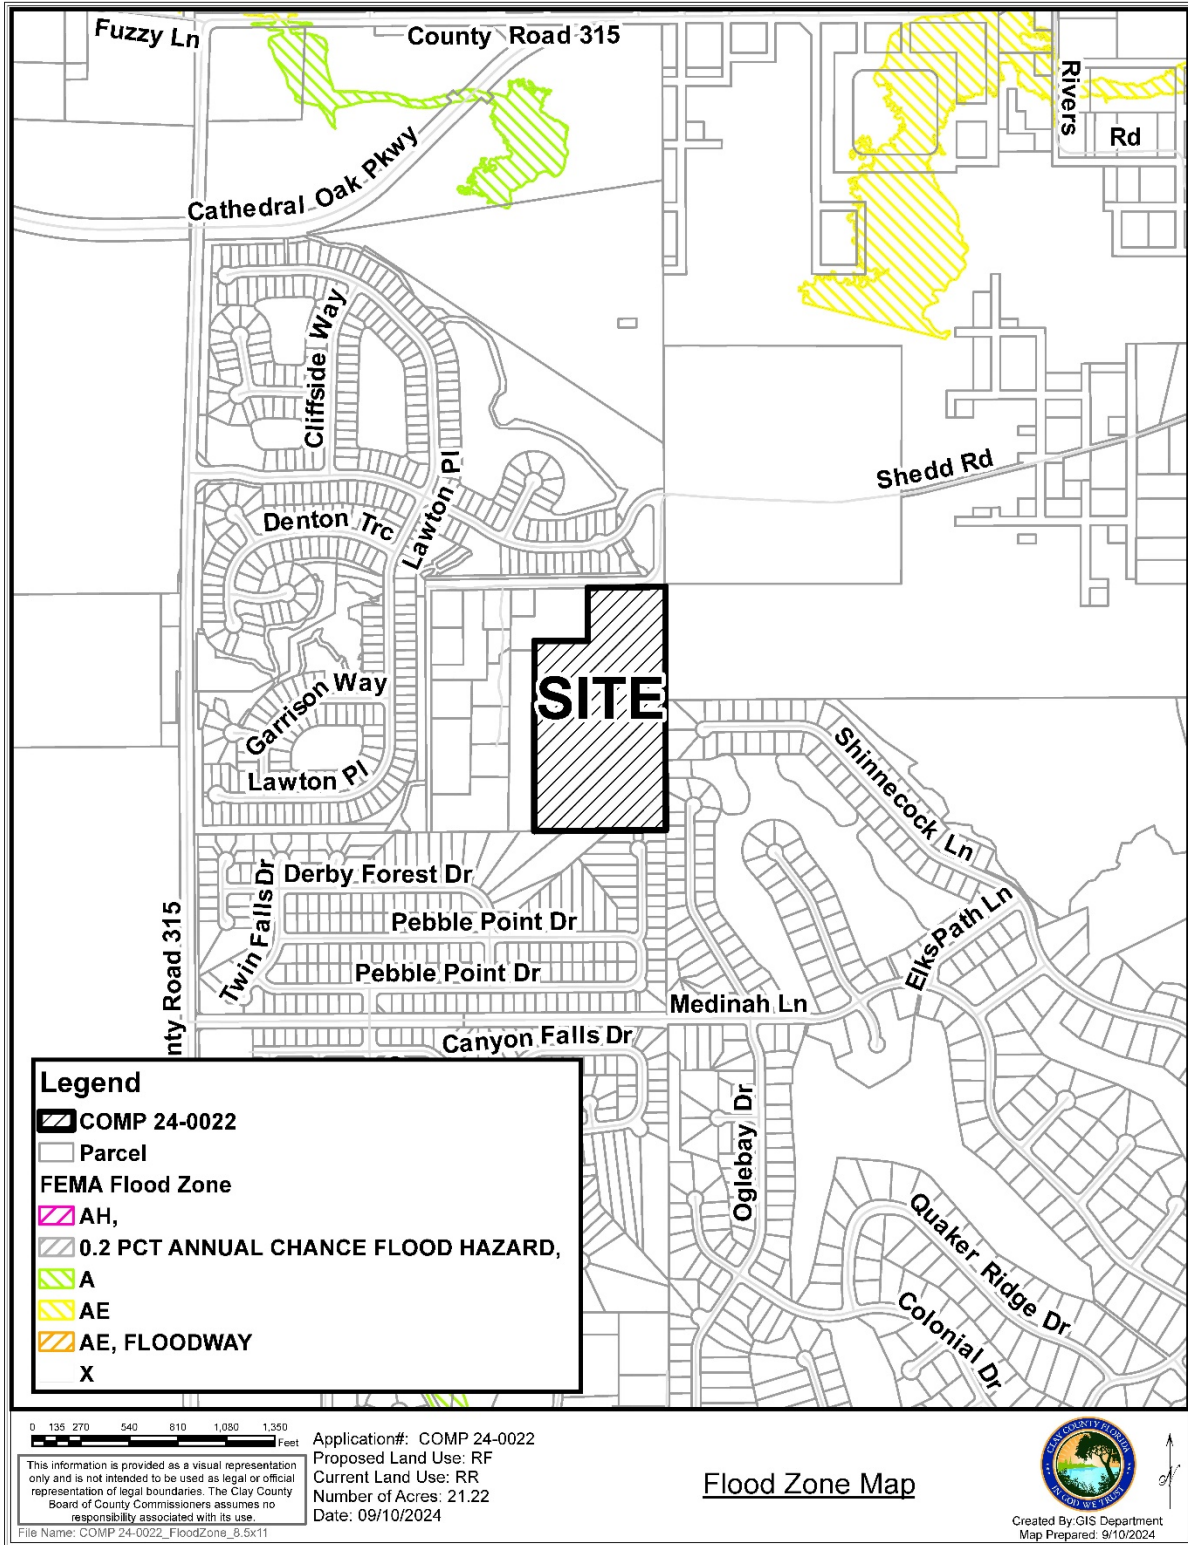 Fuzzy Ln
County Road 315
Rivers
Rd
Cathedral Oak Pkwy
Cliffside Way
Shedd Rd
Lawton Pl
Denton Trc
SITE
Garrison Way
Lawton Pl
Shinnecock Ln
Derby Forest Dr
Twin Falls Dr
Pebble Point Dr
Elks Path Ln
Pebble Point Dr
nty Road 315
Medinah Ln
Canyon Falls Dr
Oglebay Dr
Quaker Ridge Dr
Colonial Dr
Legend
COMP 24-0022
Parcel
FEMA Flood Zone
AH,
0.2 PCT ANNUAL CHANCE FLOOD HAZARD,
A
AE
AE, FLOODWAY
X
0 135 270 540 810 1,080 1,350
Feet
This information is provided as a visual representation
only and is not intended to be used as legal or official
representation of legal boundaries. The Clay County
Board of County Commissioners assumes no
responsibility associated with its use.
File Name: COMP 24-0022_FloodZone_8.5x11
Application#: COMP 24-0022
Proposed Land Use: RF
Current Land Use: RR
Number of Acres: 21.22
Date: 09/10/2024
Flood Zone Map
CLAY COUNTY FLORIDA
IN GOD WE TRUST
N
Created By:GIS Department
Map Prepared: 9/10/2024